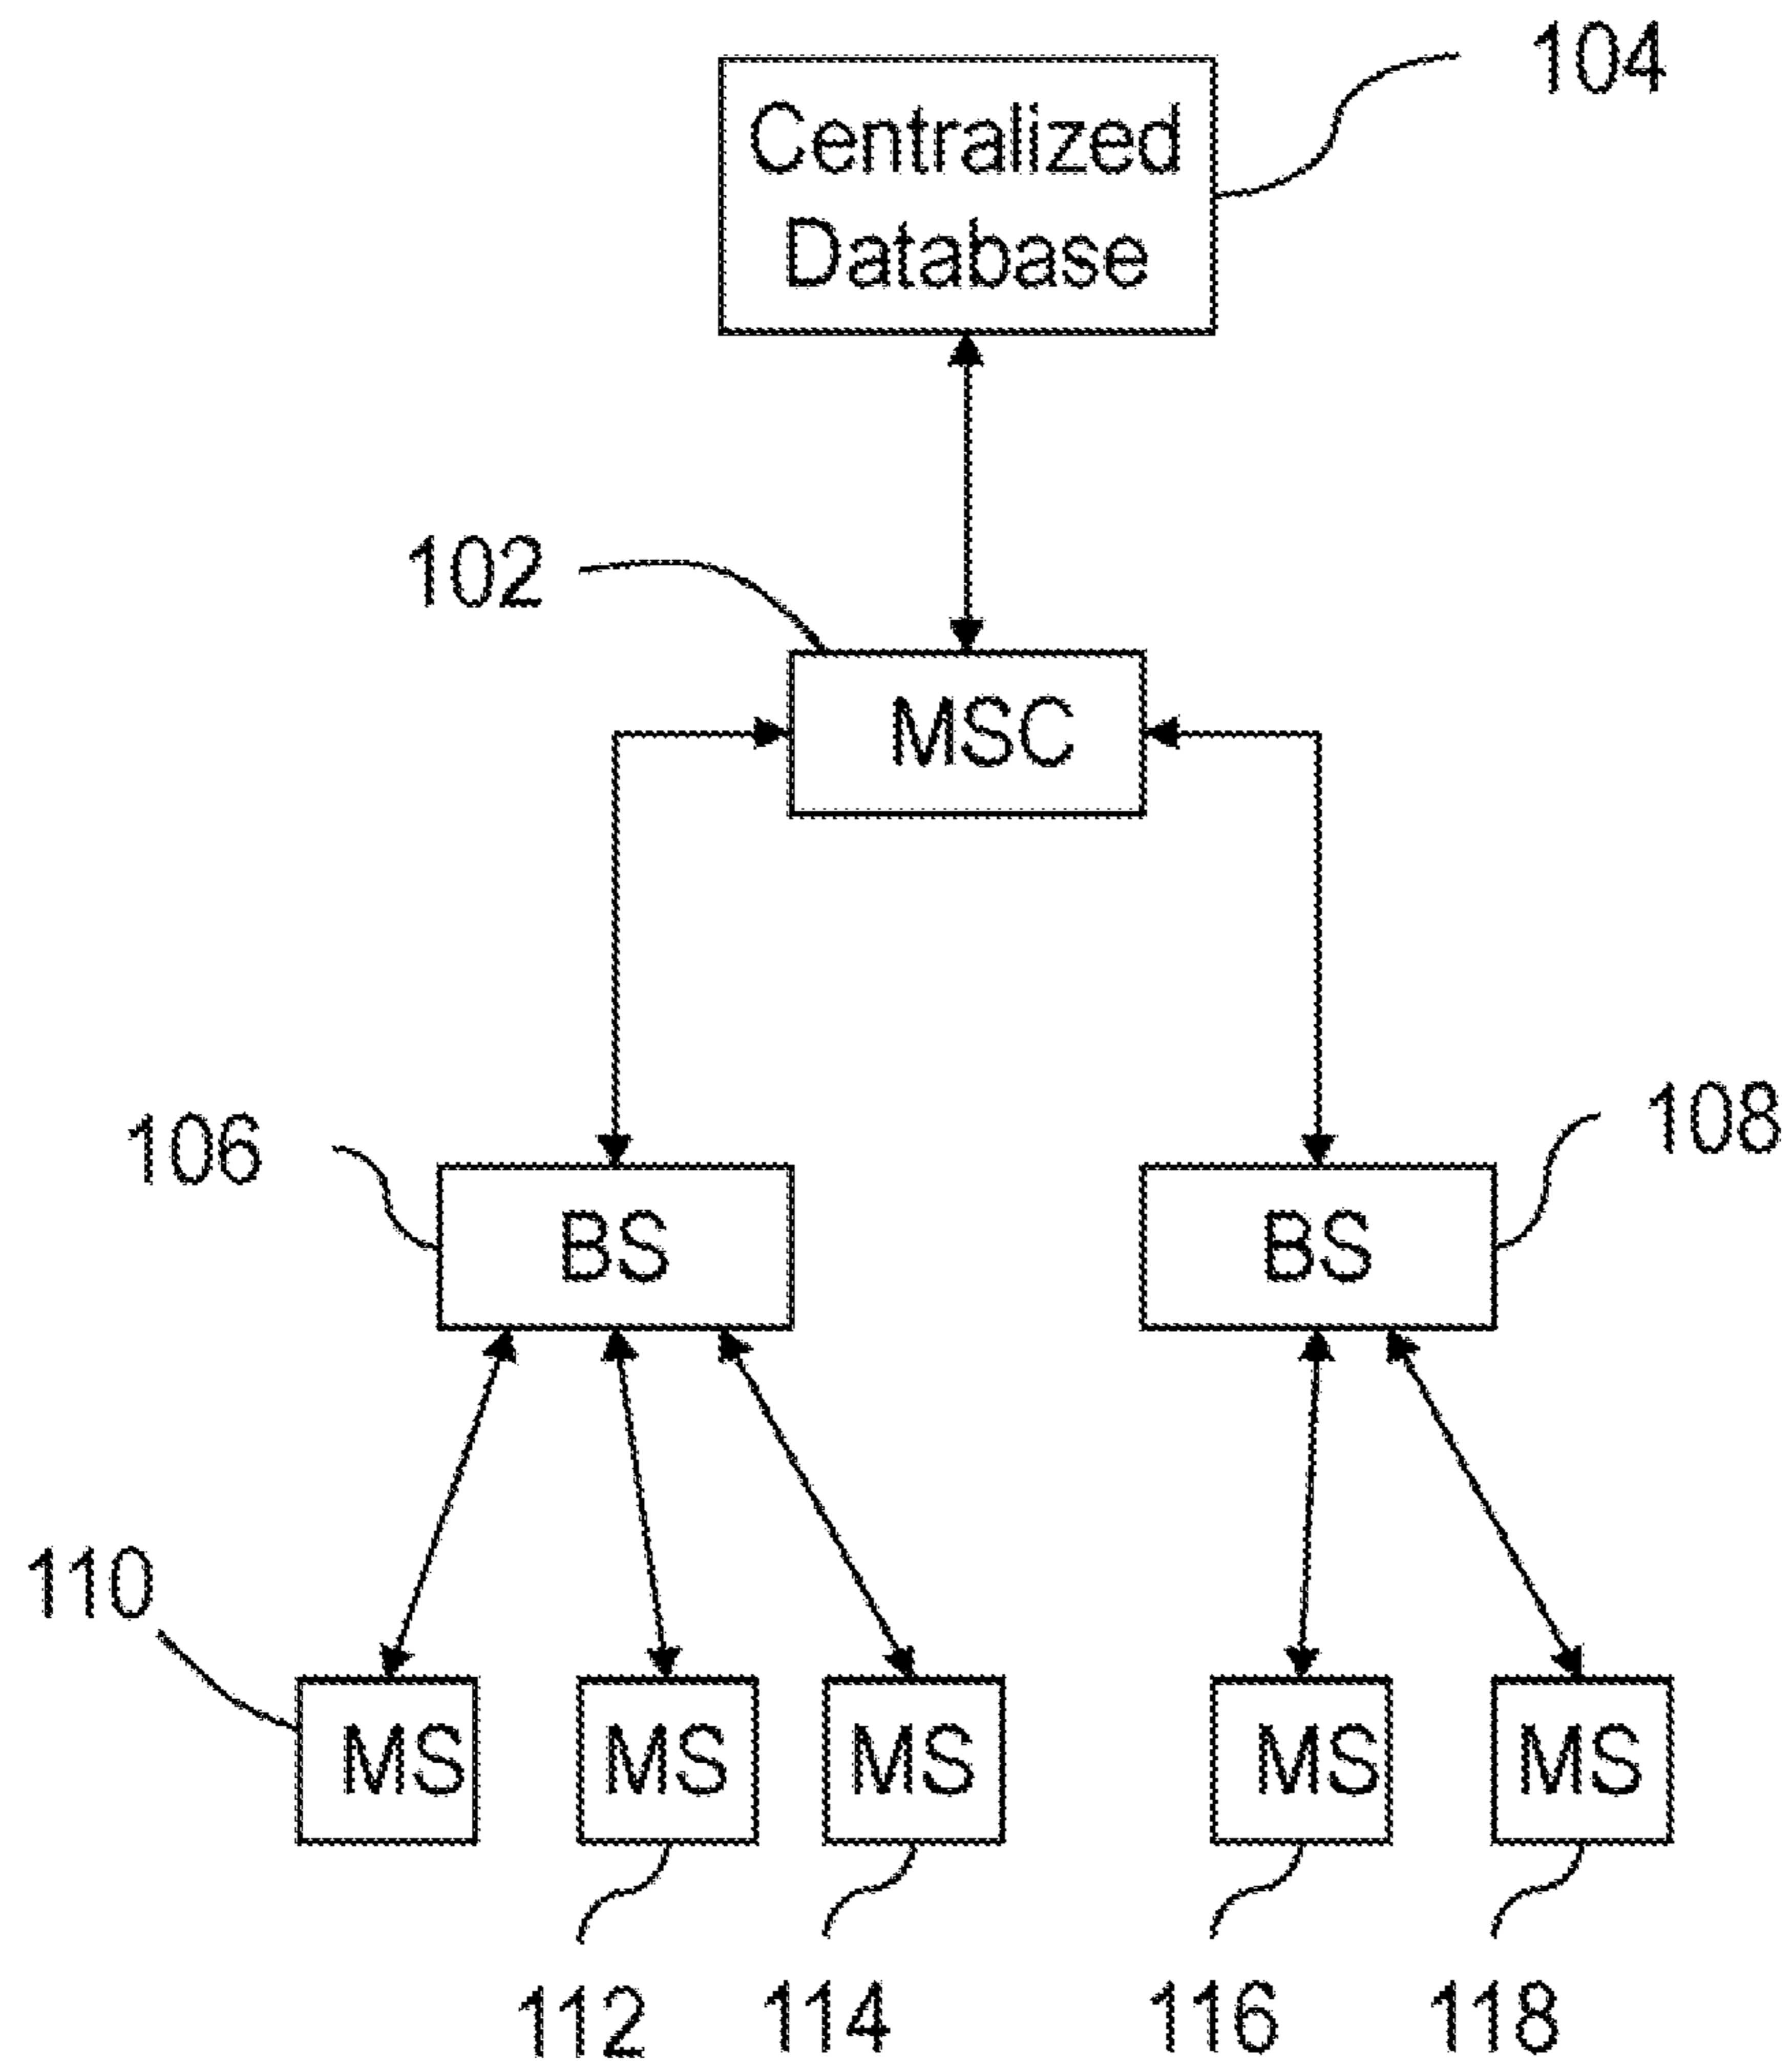 104
Centralized
Database
102
MSC
106
108
BS
BS
110
MS
MS
MS
MS
MS
112
114
116
118